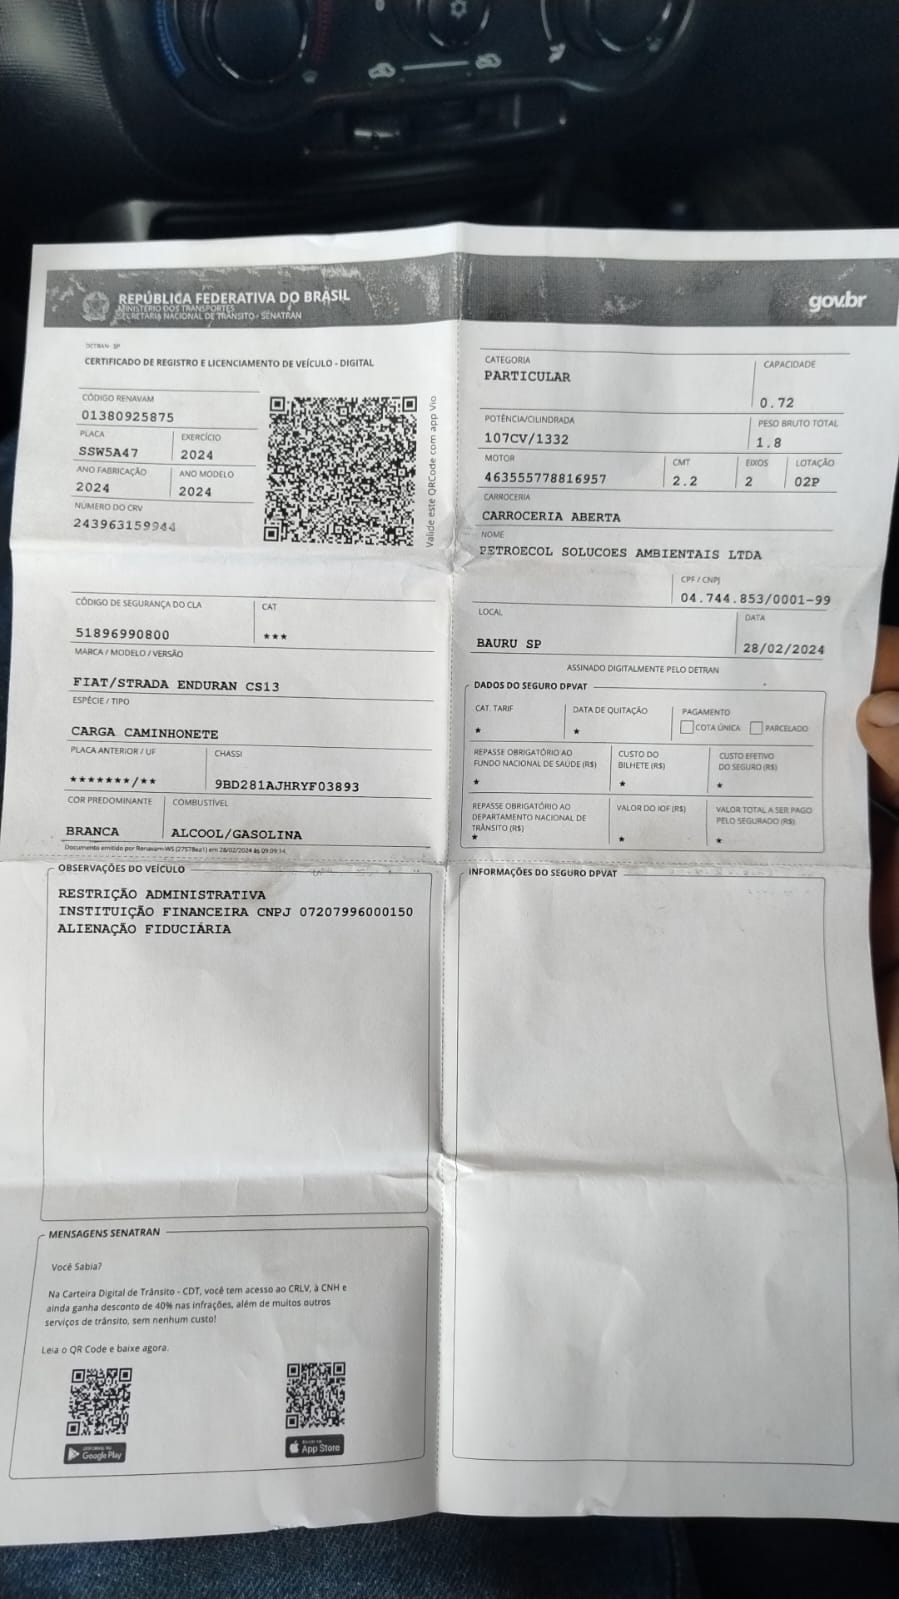 REPÚBLICA FEDERATIVA DO BRASIL
MINISTÉRIO DOS TRANSPORTES
SECRETARIA NACIONAL DE TRÂNSITO - SENATRAN
gov.br
DETRAN- SP
CERTIFICADO DE REGISTRO E LICENCIAMENTO DE VEÍCULO - DIGITAL
CÓDIGO RENAVAM
01380925875
PLACA EXERCÍCIO
SSW5A47 2024
ANO FABRICAÇÃO ANO MODELO
2024 2024
NÚMERO DO CRV
243963159944
Valide este QRCode com app Vio
CÓDIGO DE SEGURANÇA DO CLA CAT
51896990800 ***
MARCA / MODELO / VERSÃO
FIAT/STRADA ENDURAN CS13
ESPÉCIE / TIPO
CARGA CAMINHONETE
PLACA ANTERIOR / UF CHASSI
*******/** 9BD281AJHRYF03893
COR PREDOMINANTE COMBUSTÍVEL
BRANCA ALCOOL/GASOLINA
Documento emitido por Renavam WS (27578ea1) em 28/02/2024 às 09:09:14.
CATEGORIA
PARTICULAR
CAPACIDADE
0.72
POTÊNCIA/CILINDRADA PESO BRUTO TOTAL
107CV/1332 1.8
MOTOR CMT EIXOS LOTAÇÃO
463555778816957 2.2 2 02P
CARROCERIA
CARROCERIA ABERTA
NOME
PETROECOL SOLUCOES AMBIENTAIS LTDA
CPF / CNPJ
04.744.853/0001-99
LOCAL DATA
BAURU SP 28/02/2024
ASSINADO DIGITALMENTE PELO DETRAN
DADOS DO SEGURO DPVAT
CAT. TARIF DATA DE QUITAÇÃO PAGAMENTO
* * COTA ÚNICA PARCELADO
REPASSE OBRIGATÓRIO AO CUSTO DO CUSTO EFETIVO
FUNDO NACIONAL DE SAÚDE (R$) BILHETE (R$) DO SEGURO (R$)
* * *
REPASSE OBRIGATÓRIO AO VALOR DO IOF (R$) VALOR TOTAL A SER PAGO
DEPARTAMENTO NACIONAL DE PELO SEGURADO (R$)
TRÂNSITO (R$)
* * *
OBSERVAÇÕES DO VEÍCULO
RESTRIÇÃO ADMINISTRATIVA
INSTITUIÇÃO FINANCEIRA CNPJ 07207996000150
ALIENAÇÃO FIDUCIÁRIA
INFORMAÇÕES DO SEGURO DPVAT
MENSAGENS SENATRAN
Você Sabia?
Na Carteira Digital de Trânsito - CDT, você tem acesso ao CRLV, à CNH e
ainda ganha desconto de 40% nas infrações, além de muitos outros
serviços de trânsito, sem nenhum custo!
Leia o QR Code e baixe agora.
Google Play
App Store